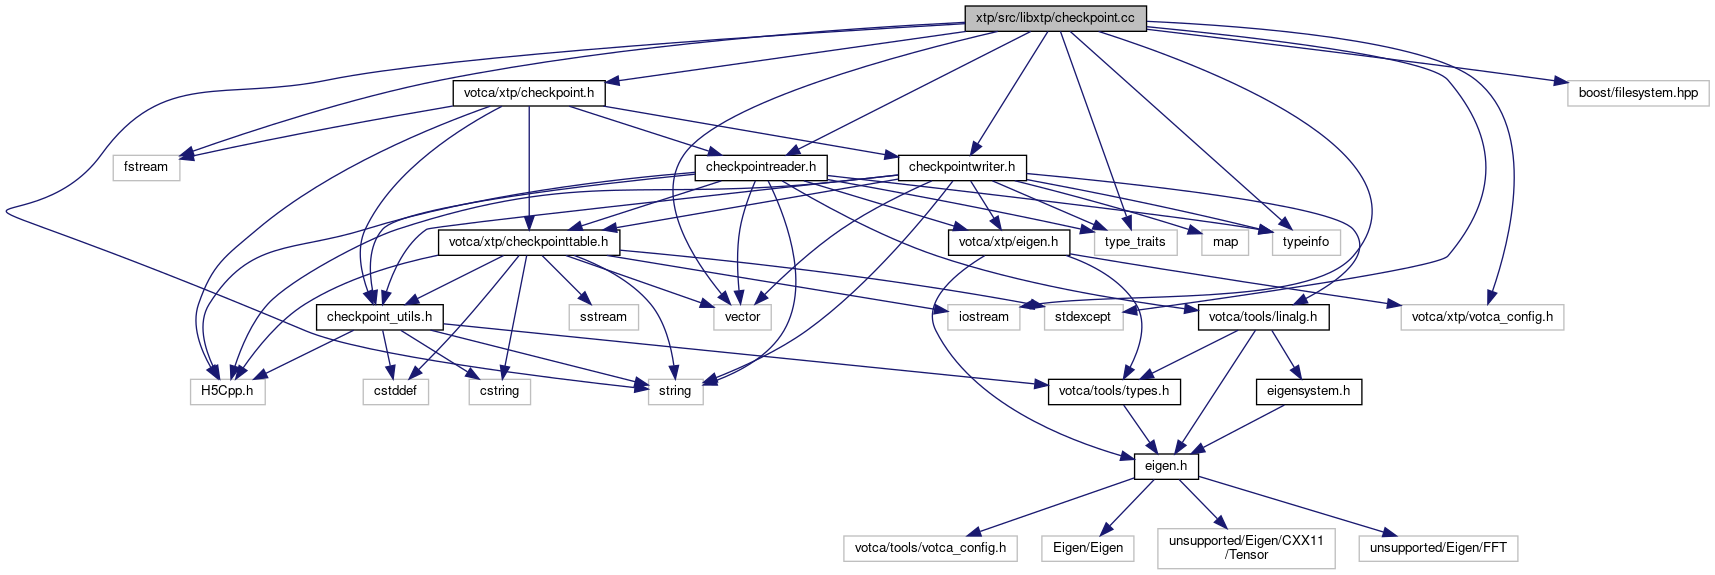 xtp/src/libxtp/checkpoint.cc
votca/xtp/checkpoint.h
boost/filesystem.hpp
fstream
checkpointreader.h
checkpointwriter.h
votca/xtp/checkpointtable.h
votca/xtp/eigen.h
type_traits
map
typeinfo
checkpoint_utils.h
sstream
vector
iostream
stdexcept
votca/tools/linalg.h
votca/xtp/votca_config.h
H5Cpp.h
cstddef
cstring
string
votca/tools/types.h
eigensystem.h
eigen.h
votca/tools/votca_config.h
Eigen/Eigen
unsupported/Eigen/CXX11
/Tensor
unsupported/Eigen/FFT